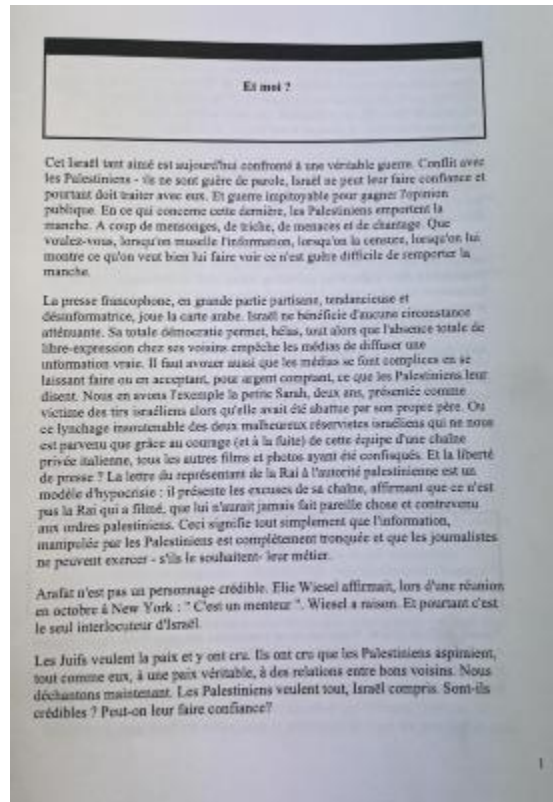 Et moi ?
Cet Israël tant aimé est aujourd'hui confronté à une véritable guerre. Conflit avec
les Palestiniens - ils ne sont guère de parole, Israël ne peut leur faire confiance et
pourtant doit traiter avec eux. Et guerre impitoyable pour gagner l'opinion
publique. En ce qui concerne cette dernière, les Palestiniens emportent la
manche. A coup de mensonges, de triche, de menaces et de chantage. Que
voulez-vous, lorsqu'on muselle l'information, lorsqu'on la censure, lorsqu'on lui
montre ce qu'on veut bien lui faire voir ce n'est guère difficile de remporter la
manche.
La presse francophone, en grande partie partisane, tendancieuse et
désinformatrice, joue la carte arabe. Israël ne bénéficie d'aucune circonstance
atténuante. Sa totale démocratie permet, hélas, tout alors que l'absence totale de
libre-expression chez ses voisins empêche les médias de diffuser une
information vraie. Il faut avouer aussi que les médias se font complices en se
laissant faire ou en acceptant, pour argent comptant, ce que les Palestiniens leur
disent. Nous en avons l'exemple la petite Sarah, deux ans, présentée comme
victime des tirs israéliens alors qu'elle avait été abattue par son propre père. Ou
ce lynchage insoutenable des deux malheureux réservistes israéliens qui ne nous
est parvenu que grâce au courage (et à la fuite) de cette équipe d'une chaîne
privée italienne, tous les autres films et photos ayant été confisqués. Et la liberté
de presse ? La lettre du représentant de la Rai à l'autorité palestinienne est un
modèle d'hypocrisie : il présente les excuses de sa chaîne, affirmant que ce n'est
pas la Rai qui a filmé, que lui n'aurait jamais fait pareille chose et contrevenu
aux ordres palestiniens. Ceci signifie tout simplement que l'information,
manipulée par les Palestiniens est complètement tronquée et que les journalistes
ne peuvent exercer - s'ils le souhaitent- leur métier.
Arafat n'est pas un personnage crédible. Elie Wiesel affirmait, lors d'une réunion
en octobre à New York : " C'est un menteur ". Wiesel a raison. Et pourtant c'est
le seul interlocuteur d'Israël.
Les Juifs veulent la paix et y ont cru. Ils ont cru que les Palestiniens aspiraient,
tout comme eux, à une paix véritable, à des relations entre bons voisins. Nous
déchantons maintenant. Les Palestiniens veulent tout, Israël compris. Sont-ils
crédibles ? Peut-on leur faire confiance?
1